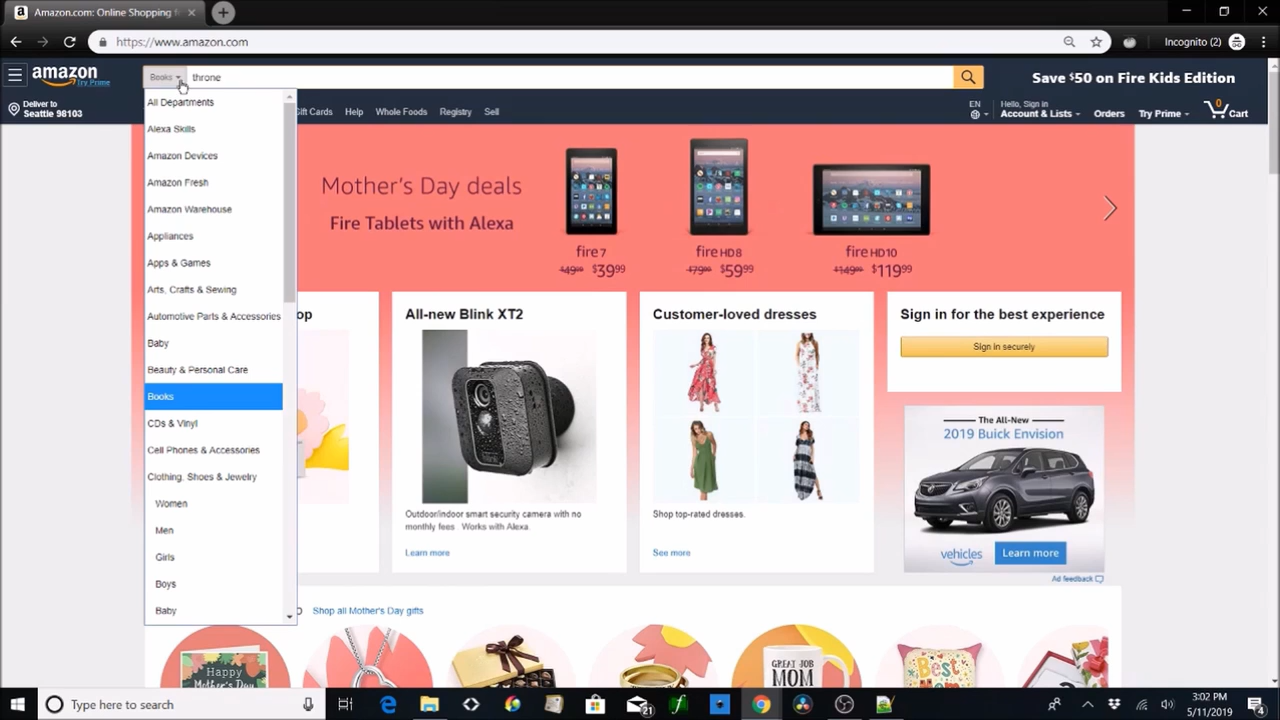 Amazon.com: Online Shopping f
https://www.amazon.com
Incognito (2)
amazon
Try Prime
Books
throne
Save $50 on Fire Kids Edition
Deliver to
Seattle 98103
Gift Cards
Help
Whole Foods
Registry
Sell
EN
Hello, Sign in
Account & Lists
Orders
Try Prime
0
Cart
All Departments
Alexa Skills
Amazon Devices
Amazon Fresh
Amazon Warehouse
Appliances
Apps & Games
Arts, Crafts & Sewing
Automotive Parts & Accessories
Baby
Beauty & Personal Care
Books
CDs & Vinyl
Cell Phones & Accessories
Clothing, Shoes & Jewelry
Women
Men
Girls
Boys
Baby
Mother's Day deals
Fire Tablets with Alexa
fire 7
$49.99 $39.99
fire HD8
$79.99 $59.99
fire HD10
$149.99 $119.99
op
All-new Blink XT2
Outdoor/indoor smart security camera with no
monthly fees Works with Alexa.
Learn more
Customer-loved dresses
Shop top-rated dresses.
See more
Sign in for the best experience
Sign in securely
The All-New
2019 Buick Envision
vehicles
Learn more
Ad feedback
Shop all Mother's Day gifts
HAPPY
Mother's Day
GREAT JOB
MOM
Best
Type here to search
21
3:02 PM
5/11/2019
4